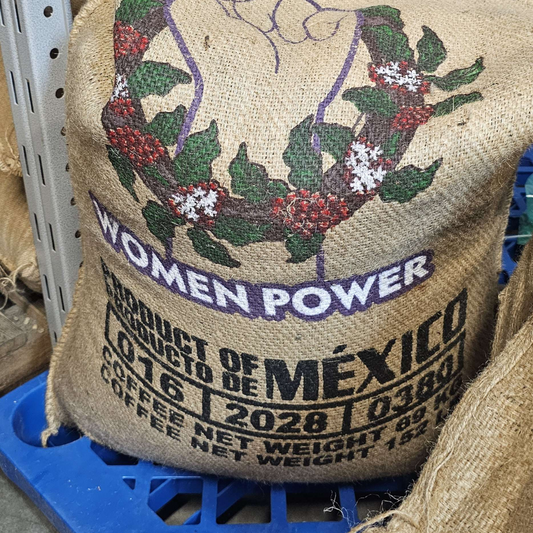 WOMEN POWER
PRODUCT OF
PRODUCTO DE
MÉXICO
016 2028 0380
COFFEE NET WEIGHT 69 KG
COFFEE NET WEIGHT 152